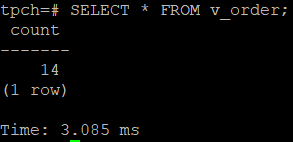 tpch=# SELECT * FROM v_order;
count
-------
14
(1 row)
Time: 3.085 ms